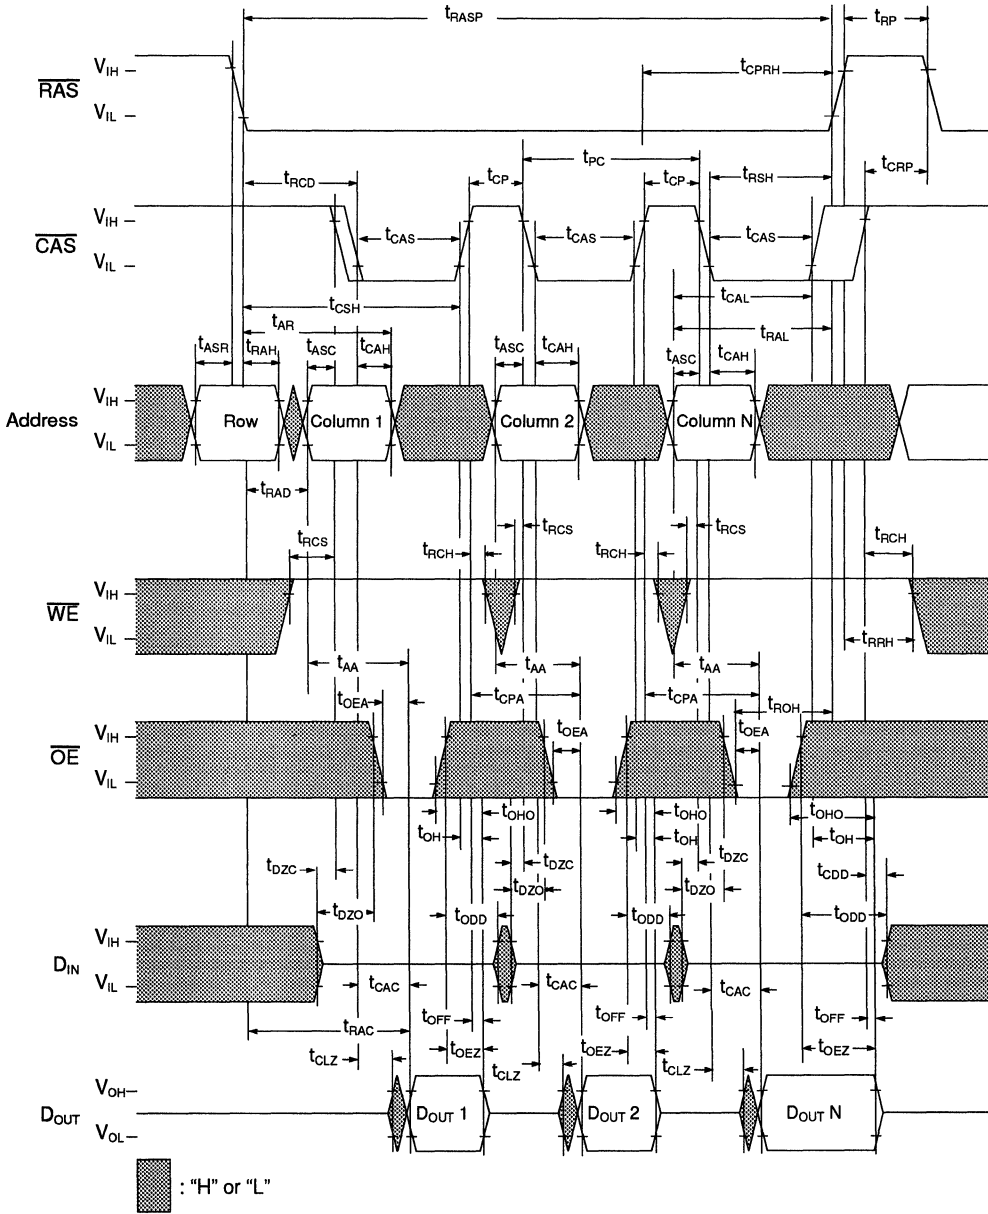 tRASP tRP
tCPRH
RAS VIH
VIL
tPC tCRP
tRCD tCP tCP tRSH
CAS VIH
VIL
tCAS tCAS tCAS
tCSH tCAL
tAR tRAL
tASR tRAH tASC tCAH tASC tCAH tASC tCAH
Address VIH
VIL
Row Column 1 Column 2 Column N
tRAD
tRCS tRCH tRCS tRCH tRCS tRCH
WE VIH
VIL
tRRH
tAA tAA tAA
tOEA tCPA tCPA tROH
tOEA tOEA
OE VIH
VIL
tOHO tOHO tOHO
tOH tOH tOH
tDZC tDZC tDZC tCDD
tDZO tDZO tDZO
tODD tODD tODD
DIN VIH
VIL
tCAC tCAC tCAC
tRAC tOFF tOFF tOFF
tOEZ tOEZ tOEZ
tCLZ tCLZ tCLZ
DOUT VOH
VOL
DOUT 1 DOUT 2 DOUT N
: “H” or “L”